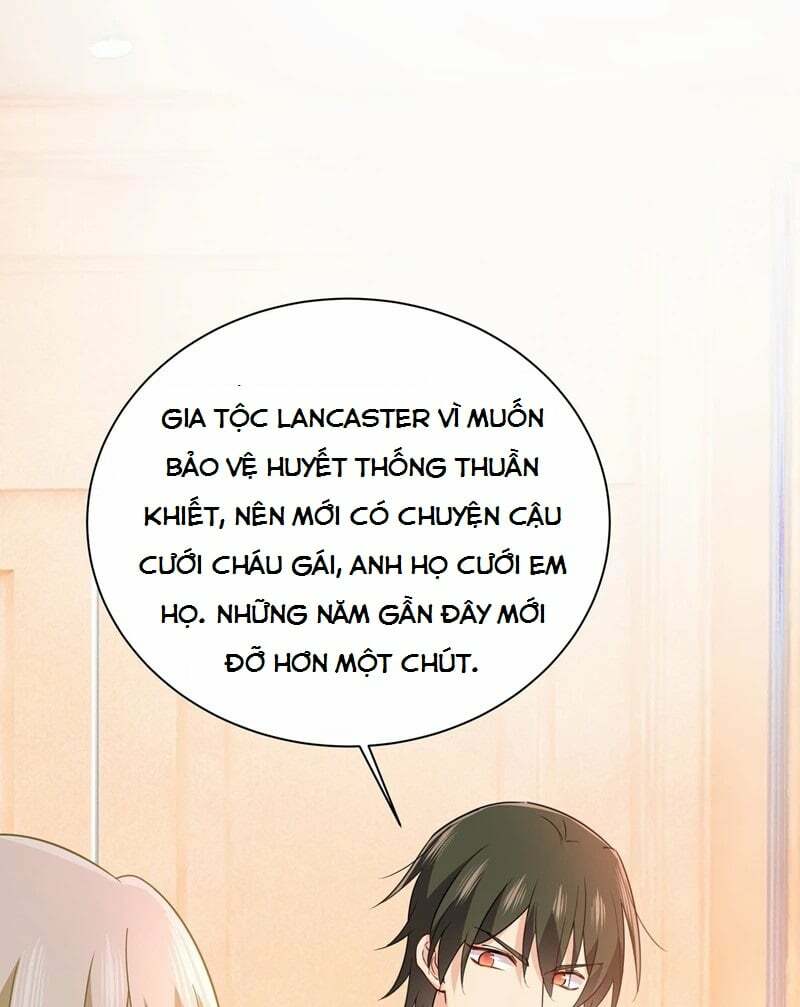 GIA TỘC LANCASTER VÌ MUỐN
BẢO VỆ HUYẾT THỐNG THUẦN
KHIẾT, NÊN MỚI CÓ CHUYỆN CẬU
CƯỚI CHÁU GÁI, ANH HỌ CƯỚI EM
HỌ. NHỮNG NĂM GẦN ĐÂY MỚI
ĐỠ HƠN MỘT CHÚT.